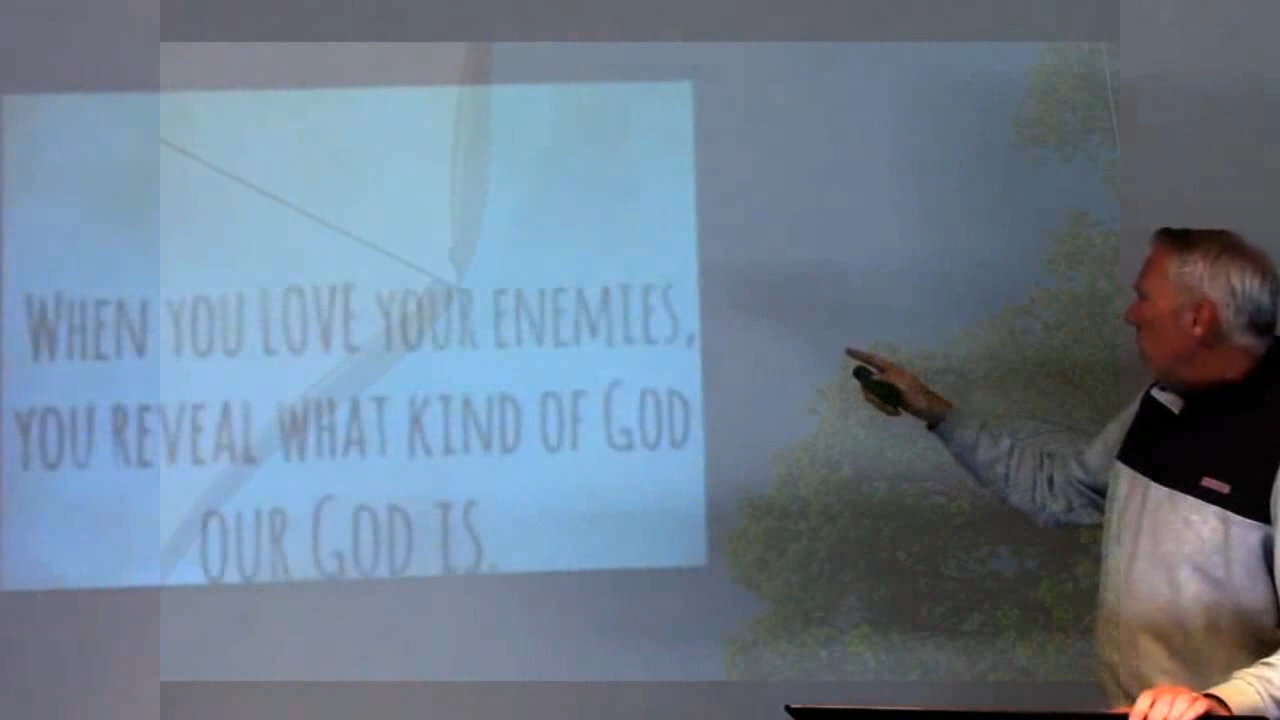 WHEN YOU LOVE YOUR ENEMIES,
YOU REVEAL WHAT KIND OF GOD
OUR GOD IS.